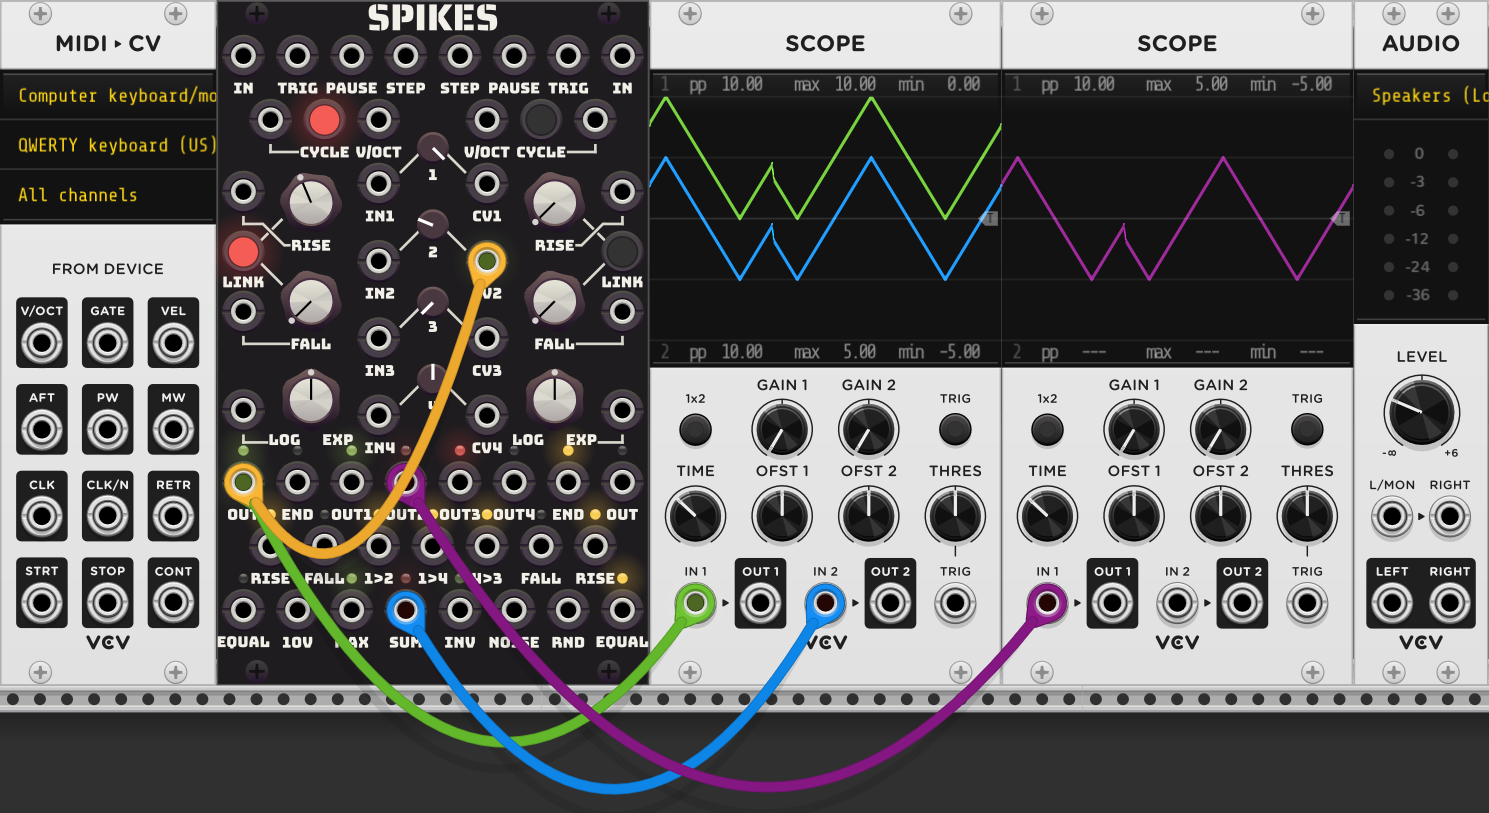 MIDI ▸ CV
Computer keyboard/mo
QWERTY keyboard (US)
All channels
FROM DEVICE
V/OCT GATE VEL
AFT PW MW
CLK CLK/N RETR
STRT STOP CONT
VCV
SPIKES
IN TRIG PAUSE STEP STEP PAUSE TRIG IN
CYCLE V/OCT V/OCT CYCLE
1
IN1 CV1
RISE 2 RISE
LINK IN2 V2 LINK
3
FALL IN3 CV3 FALL
LOG EXP IN4 CV4 LOG EXP
OUT END OUT1 OUT2 OUT3 OUT4 END OUT
RISE FALL 1>2 1>4 4>3 FALL RISE
EQUAL 10V MAX SUM INV NOISE RND EQUAL
SCOPE
1 pp 10.00 max 10.00 min 0.00
T
2 pp 10.00 max 5.00 min -5.00
1x2 GAIN 1 GAIN 2 TRIG
TIME OFST 1 OFST 2 THRES
IN 1 OUT 1 IN 2 OUT 2 TRIG
VCV
SCOPE
1 pp 10.00 max 5.00 min -5.00
T
2 pp --- max --- min ---
1x2 GAIN 1 GAIN 2 TRIG
TIME OFST 1 OFST 2 THRES
IN 1 OUT 1 IN 2 OUT 2 TRIG
VCV
AUDIO
Speakers (Lo
0
-3
-6
-12
-24
-36
LEVEL
-∞ +6
L/MON RIGHT
LEFT RIGHT
VCV